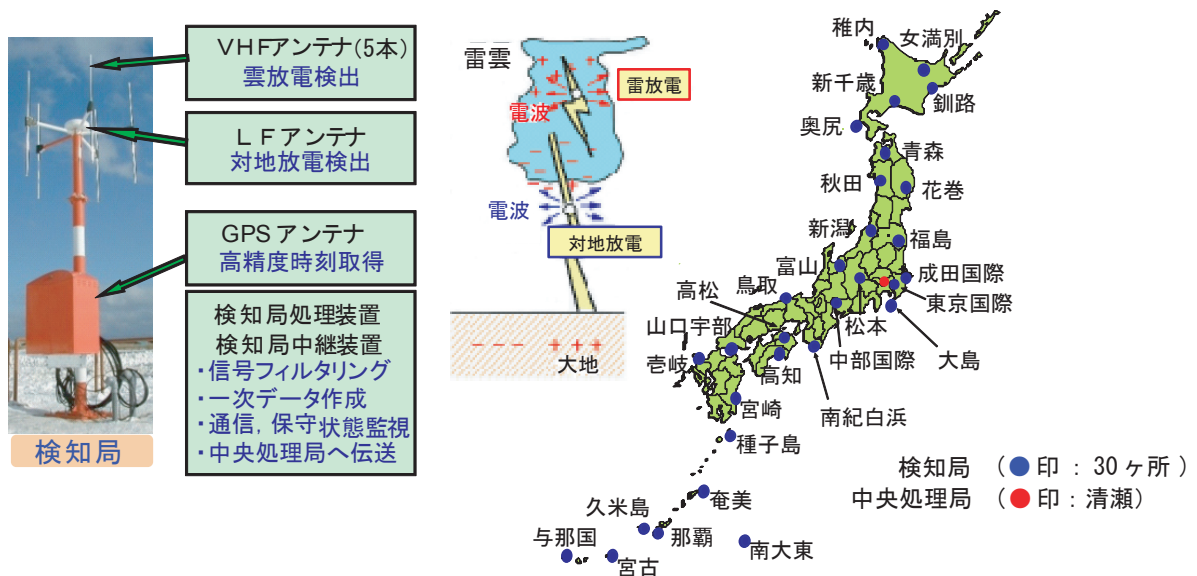 VHFアンテナ(5本)
雲放電検出
LFアンテナ
対地放電検出
GPSアンテナ
高精度時刻取得
検知局処理装置
検知局中継装置
・信号フィルタリング
・一次データ作成
・通信,保守状態監視
・中央処理局へ伝送
検知局
雷雲
電波
雷放電
電波
対地放電
大地
稚内
女満別
新千歳
釧路
奥尻
青森
秋田
花巻
新潟
福島
富山
成田国際
鳥取
東京国際
高松
山口宇部
松本
大島
壱岐
中部国際
高知
宮崎
南紀白浜
種子島
検知局 (●印:30ヶ所)
中央処理局 (●印:清瀬)
奄美
久米島
那覇
与那国
南大東
宮古